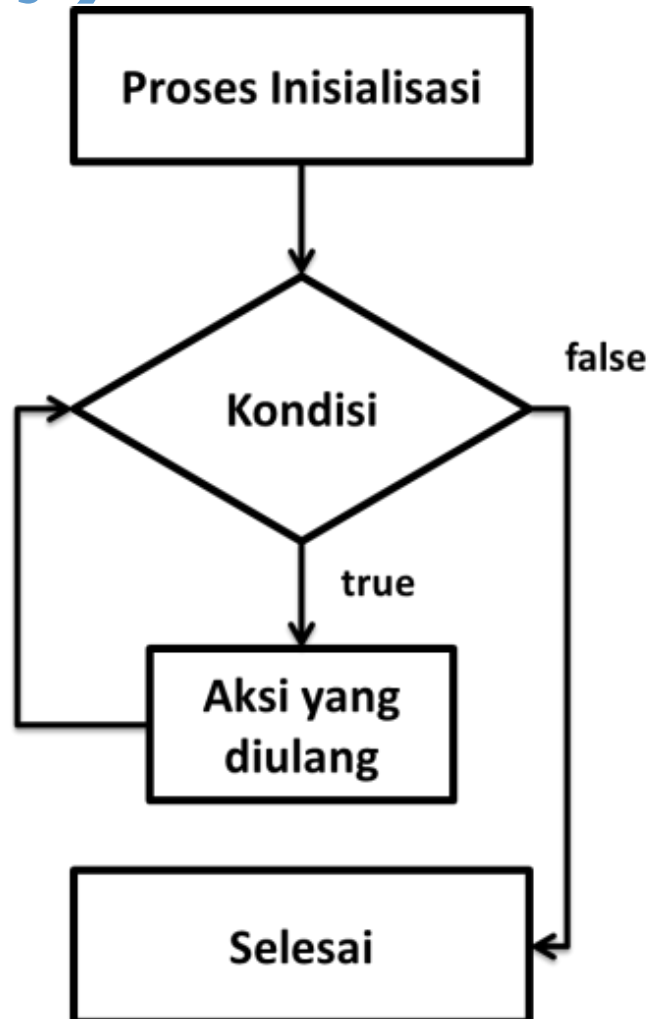 Proses Inisialisasi
false
Kondisi
true
Aksi yang
diulang
Selesai